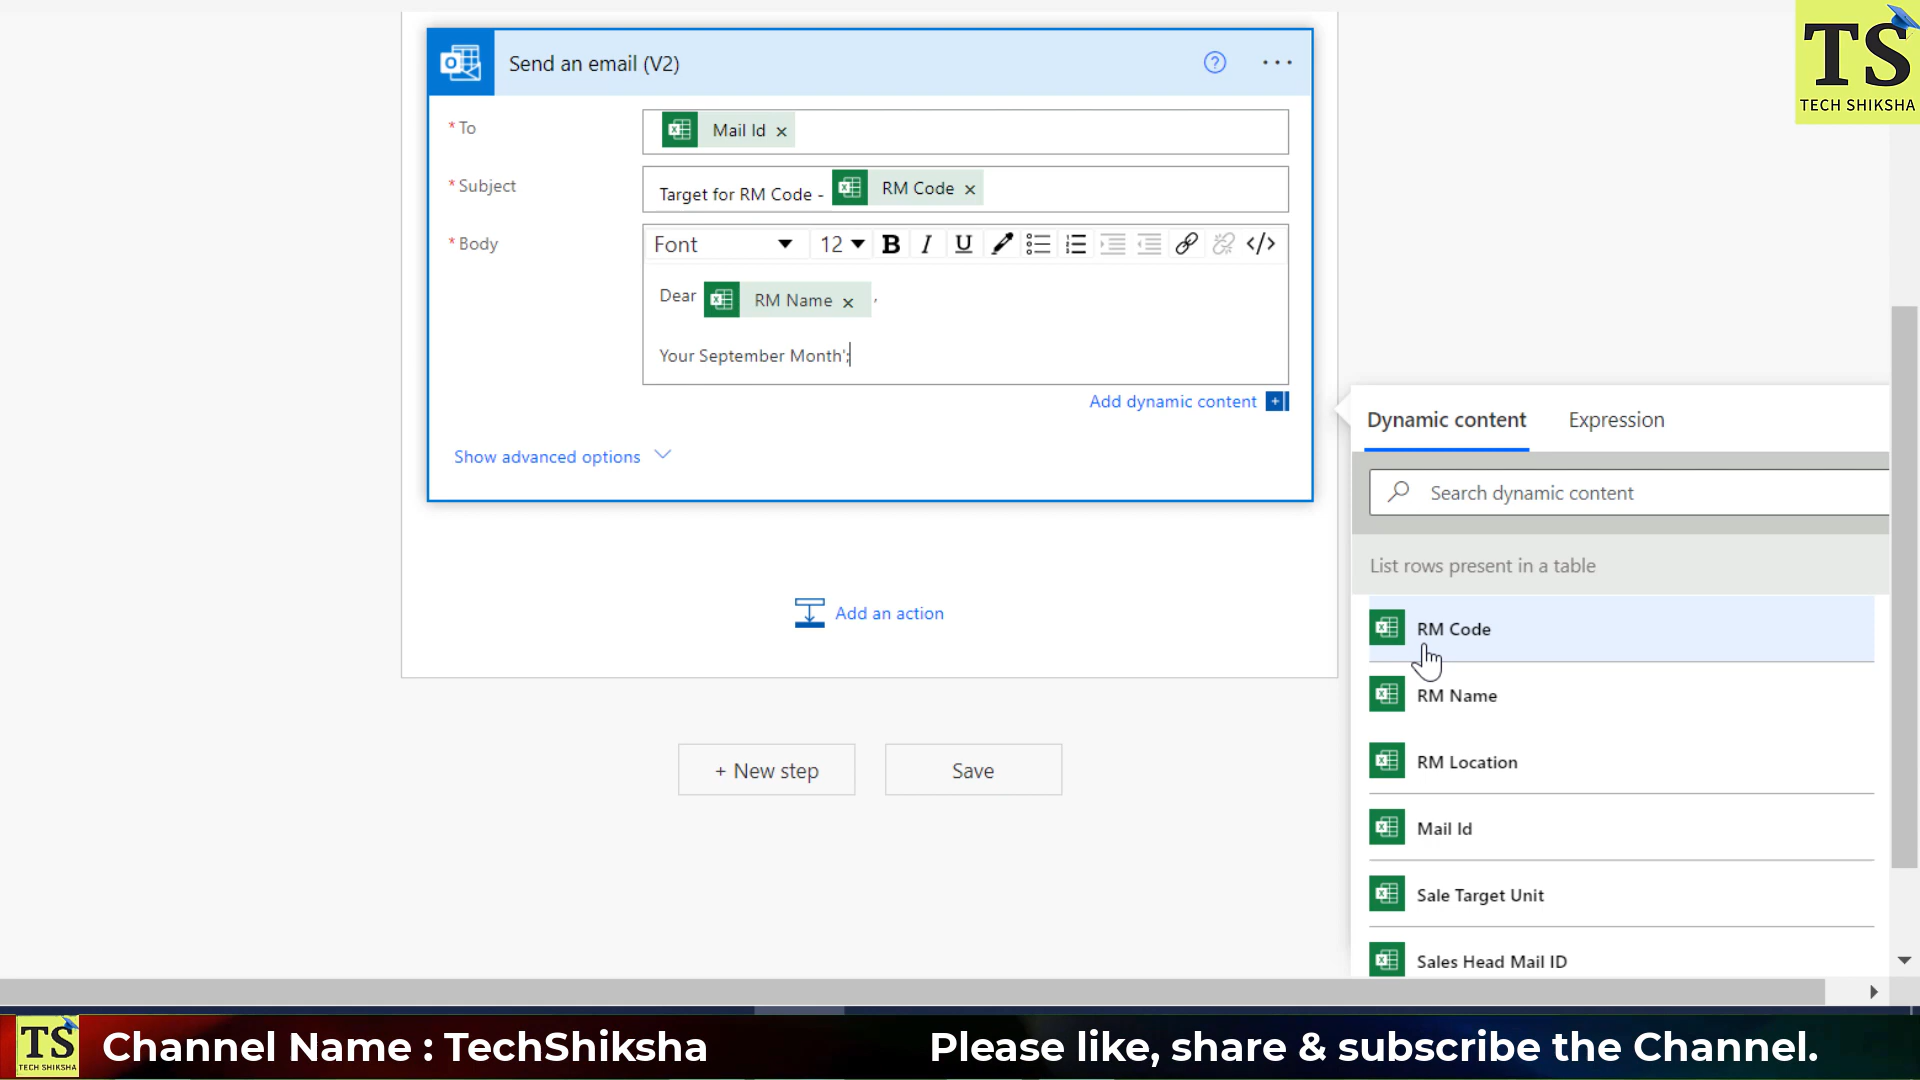 Send an email (V2)
* To
Mail Id ×
* Subject
Target for RM Code - RM Code ×
* Body
Font 12 B I U </>
Dear RM Name × ,
Your September Month';
Add dynamic content +
Show advanced options
Add an action
+ New step
Save
Dynamic content
Expression
Search dynamic content
List rows present in a table
RM Code
RM Name
RM Location
Mail Id
Sale Target Unit
Sales Head Mail ID
TS
TECH SHIKSHA
TS
TECH SHIKSHA
Channel Name : TechShiksha
Please like, share & subscribe the Channel.